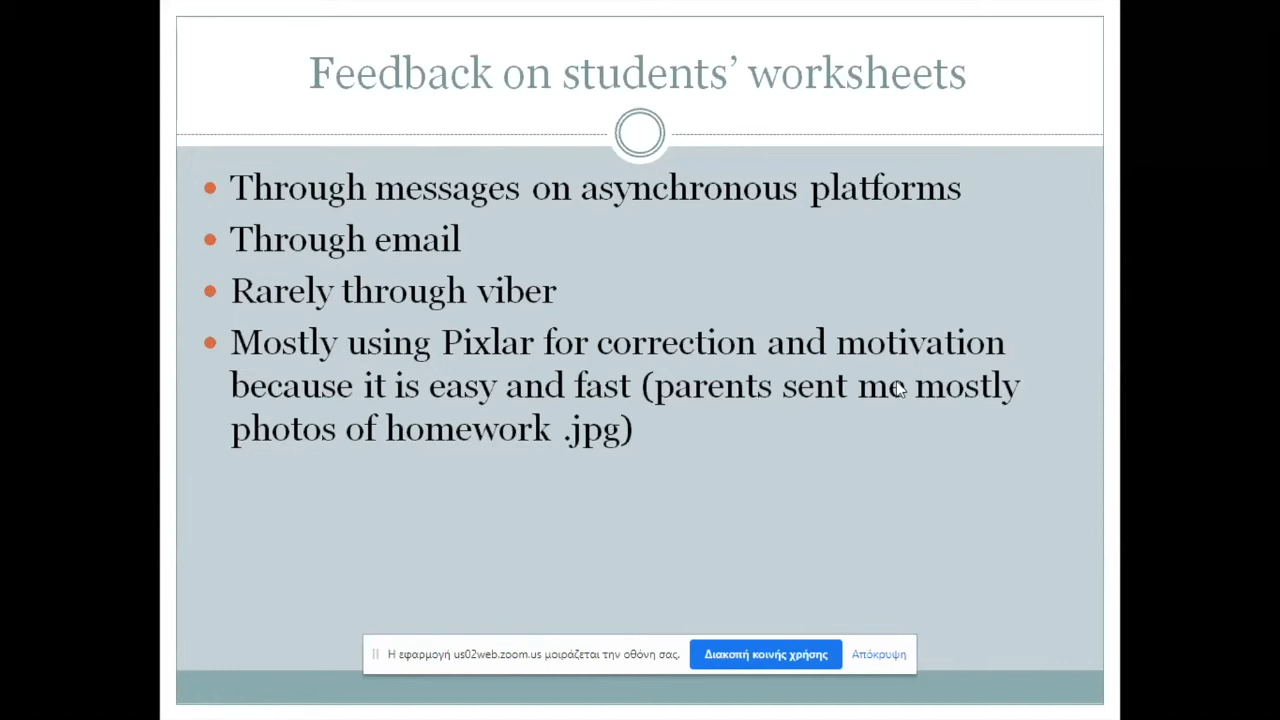 Feedback on students’ worksheets
Through messages on asynchronous platforms
Through email
Rarely through viber
Mostly using Pixlar for correction and motivation
because it is easy and fast (parents sent me mostly
photos of homework .jpg)
Η εφαρμογή us02web.zoom.us μοιράζεται την οθόνη σας. Διακοπή κοινής χρήσης Απόκρυψη